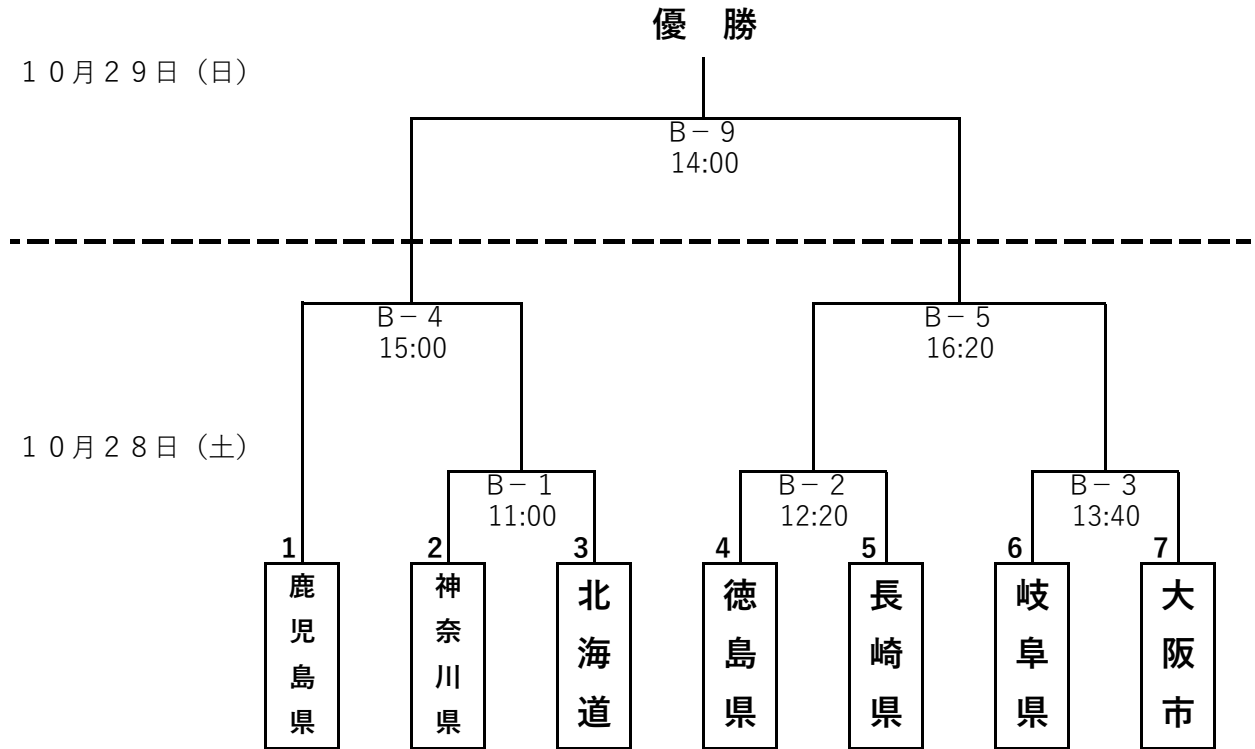 優　勝
１０月２９日（日）
Ｂ－９
14:00
Ｂ－４
15:00
Ｂ－５
16:20
１０月２８日（土）
Ｂ－１
11:00
Ｂ－２
12:20
Ｂ－３
13:40
1
2
3
4
5
6
7
鹿児島県
神奈川県
北海道
徳島県
長崎県
岐阜県
大阪市